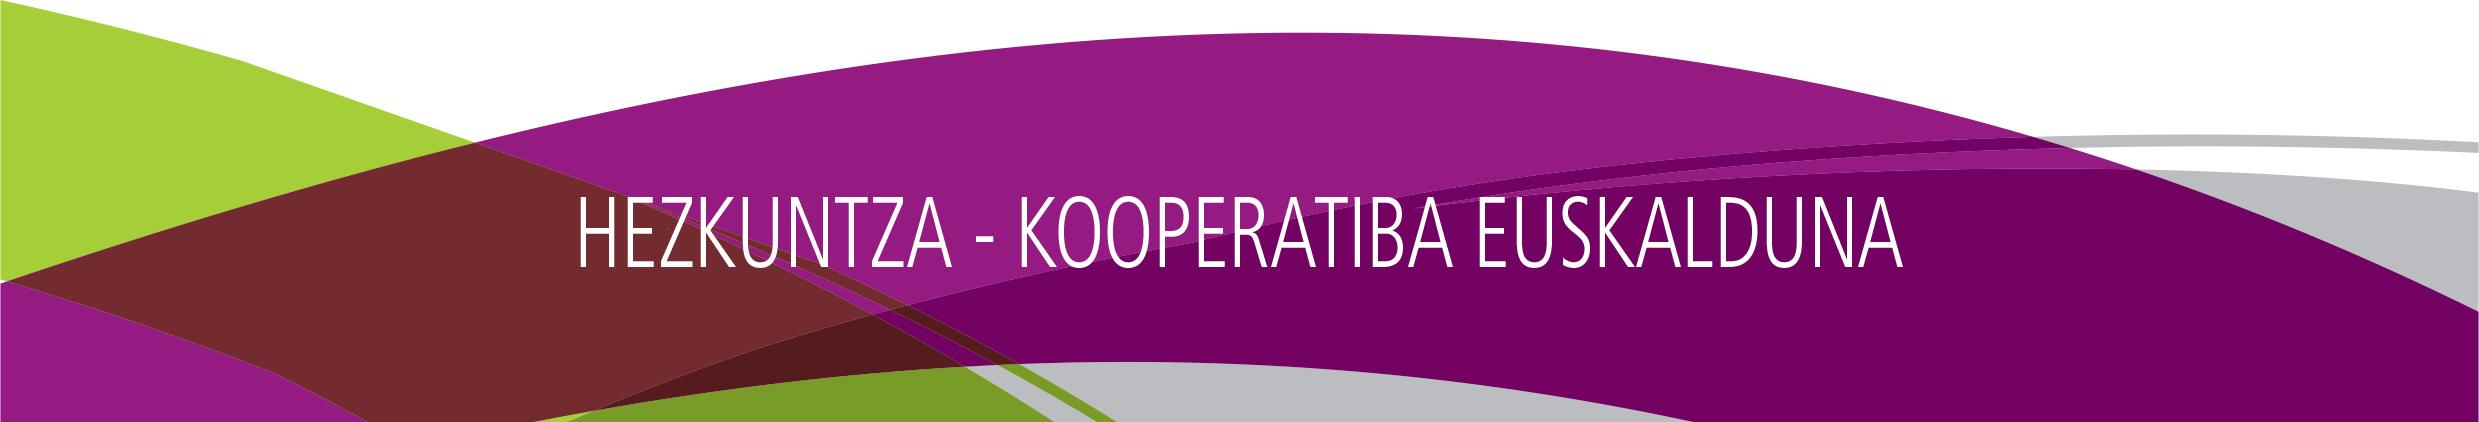 HEZKUNTZA - KOOPERATIBA EUSKALDUNA